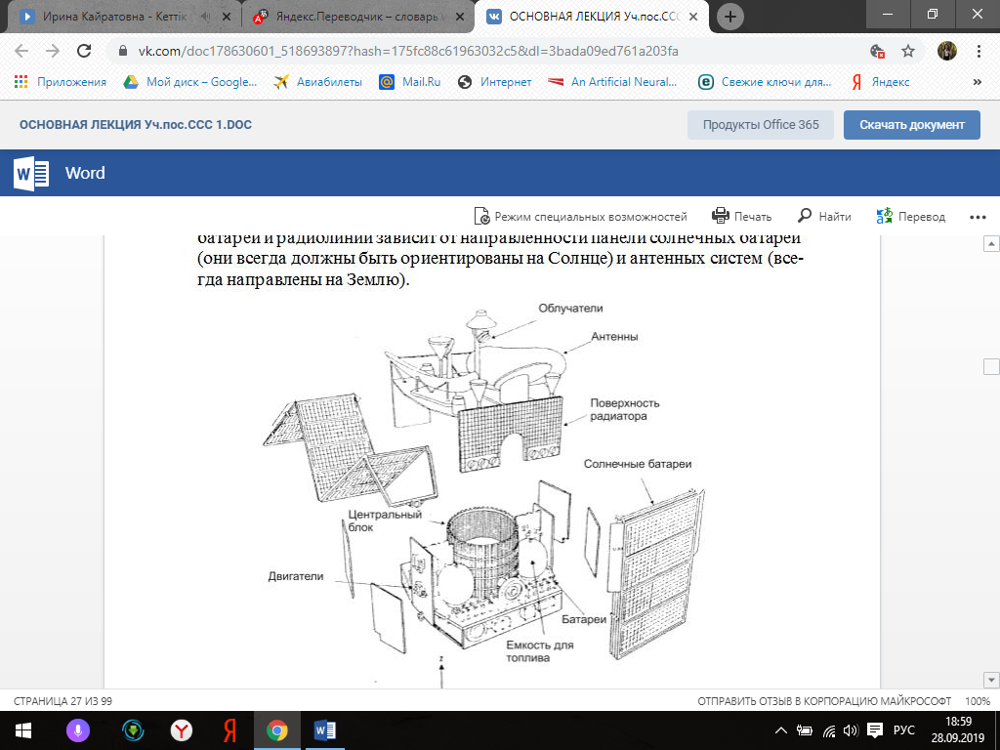 Ирина Кайратовна - Кеттік
Яндекс.Переводчик – словарь и
ОСНОВНАЯ ЛЕКЦИЯ Уч.пос.ССС
vk.com/doc178630601_518693897?hash=175fc88c61963032c5&dl=3bada09ed761a203fa
Приложения
Мой диск – Google...
Авиабилеты
Mail.Ru
Интернет
An Artificial Neural...
Свежие ключи для...
Яндекс
»
ОСНОВНАЯ ЛЕКЦИЯ Уч.пос.ССС 1.DOC
Продукты Office 365
Скачать документ
Word
Режим специальных возможностей
Печать
Найти
Перевод
батареи и радиолинии зависит от направленности панели солнечных батарей
(они всегда должны быть ориентированы на Солнце) и антенных систем (все-
гда направлены на Землю).
Облучатели
Антенны
Поверхность
радиатора
Солнечные батареи
Центральный
блок
Двигатели
Батареи
Емкость для
топлива
z
СТРАНИЦА 27 ИЗ 99
ОТПРАВИТЬ ОТЗЫВ В КОРПОРАЦИЮ МАЙКРОСОФТ
100%
РУС
18:59
28.09.2019